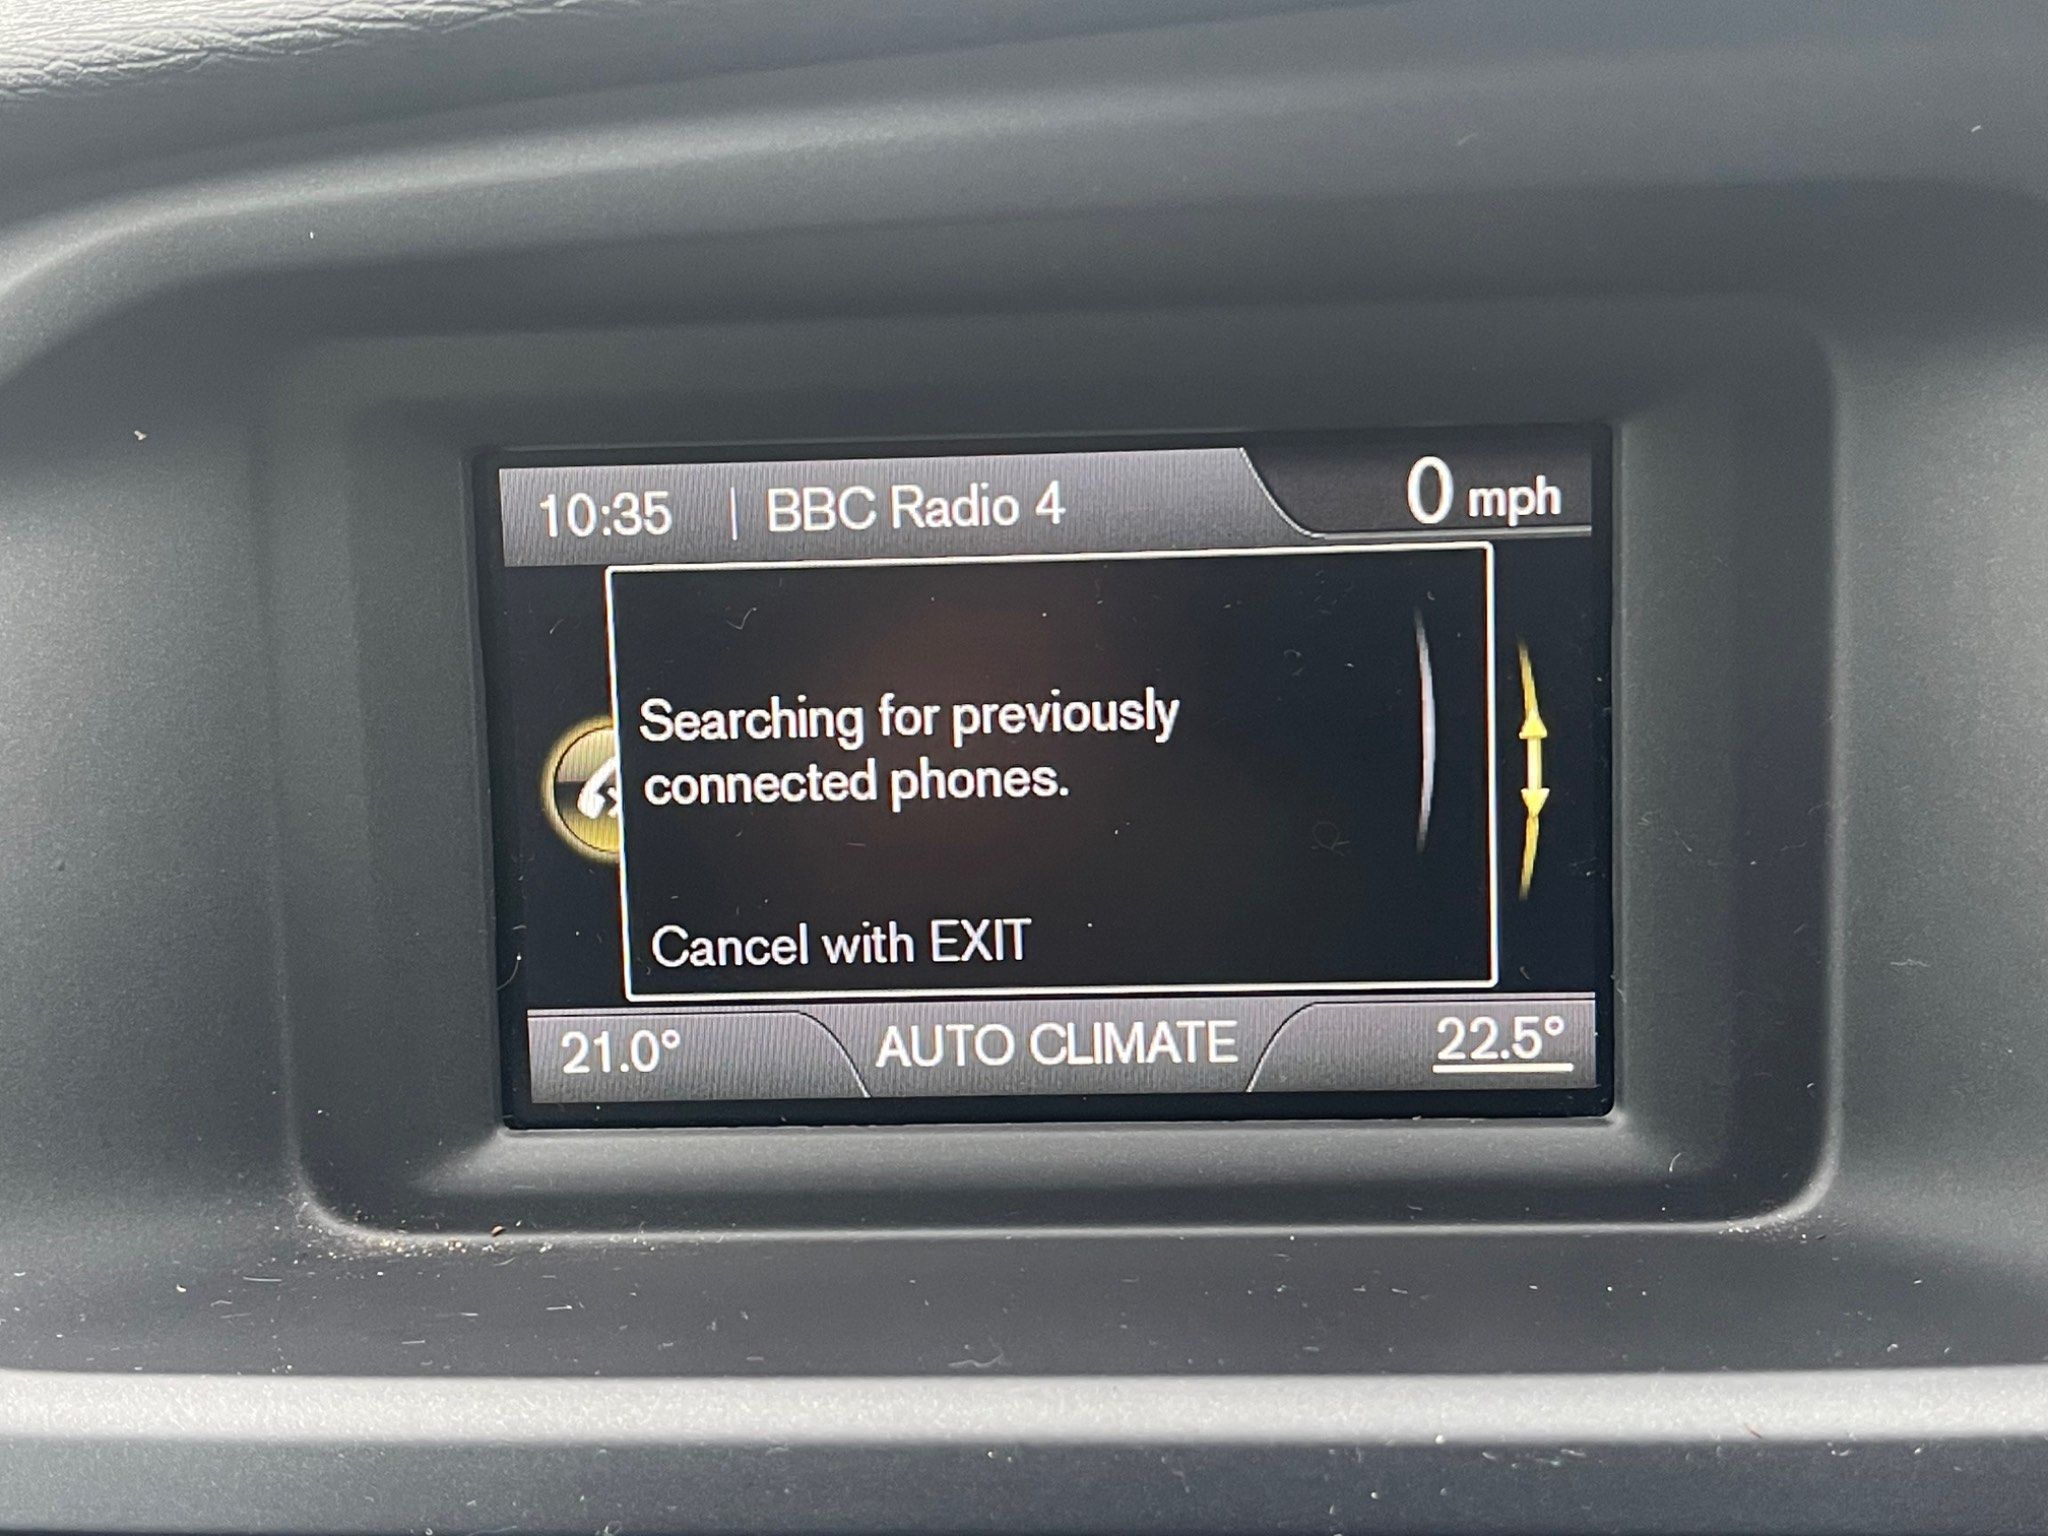 10:35 | BBC Radio 4
0 mph
Searching for previously
connected phones.
Cancel with EXIT
21.0° AUTO CLIMATE 22.5°